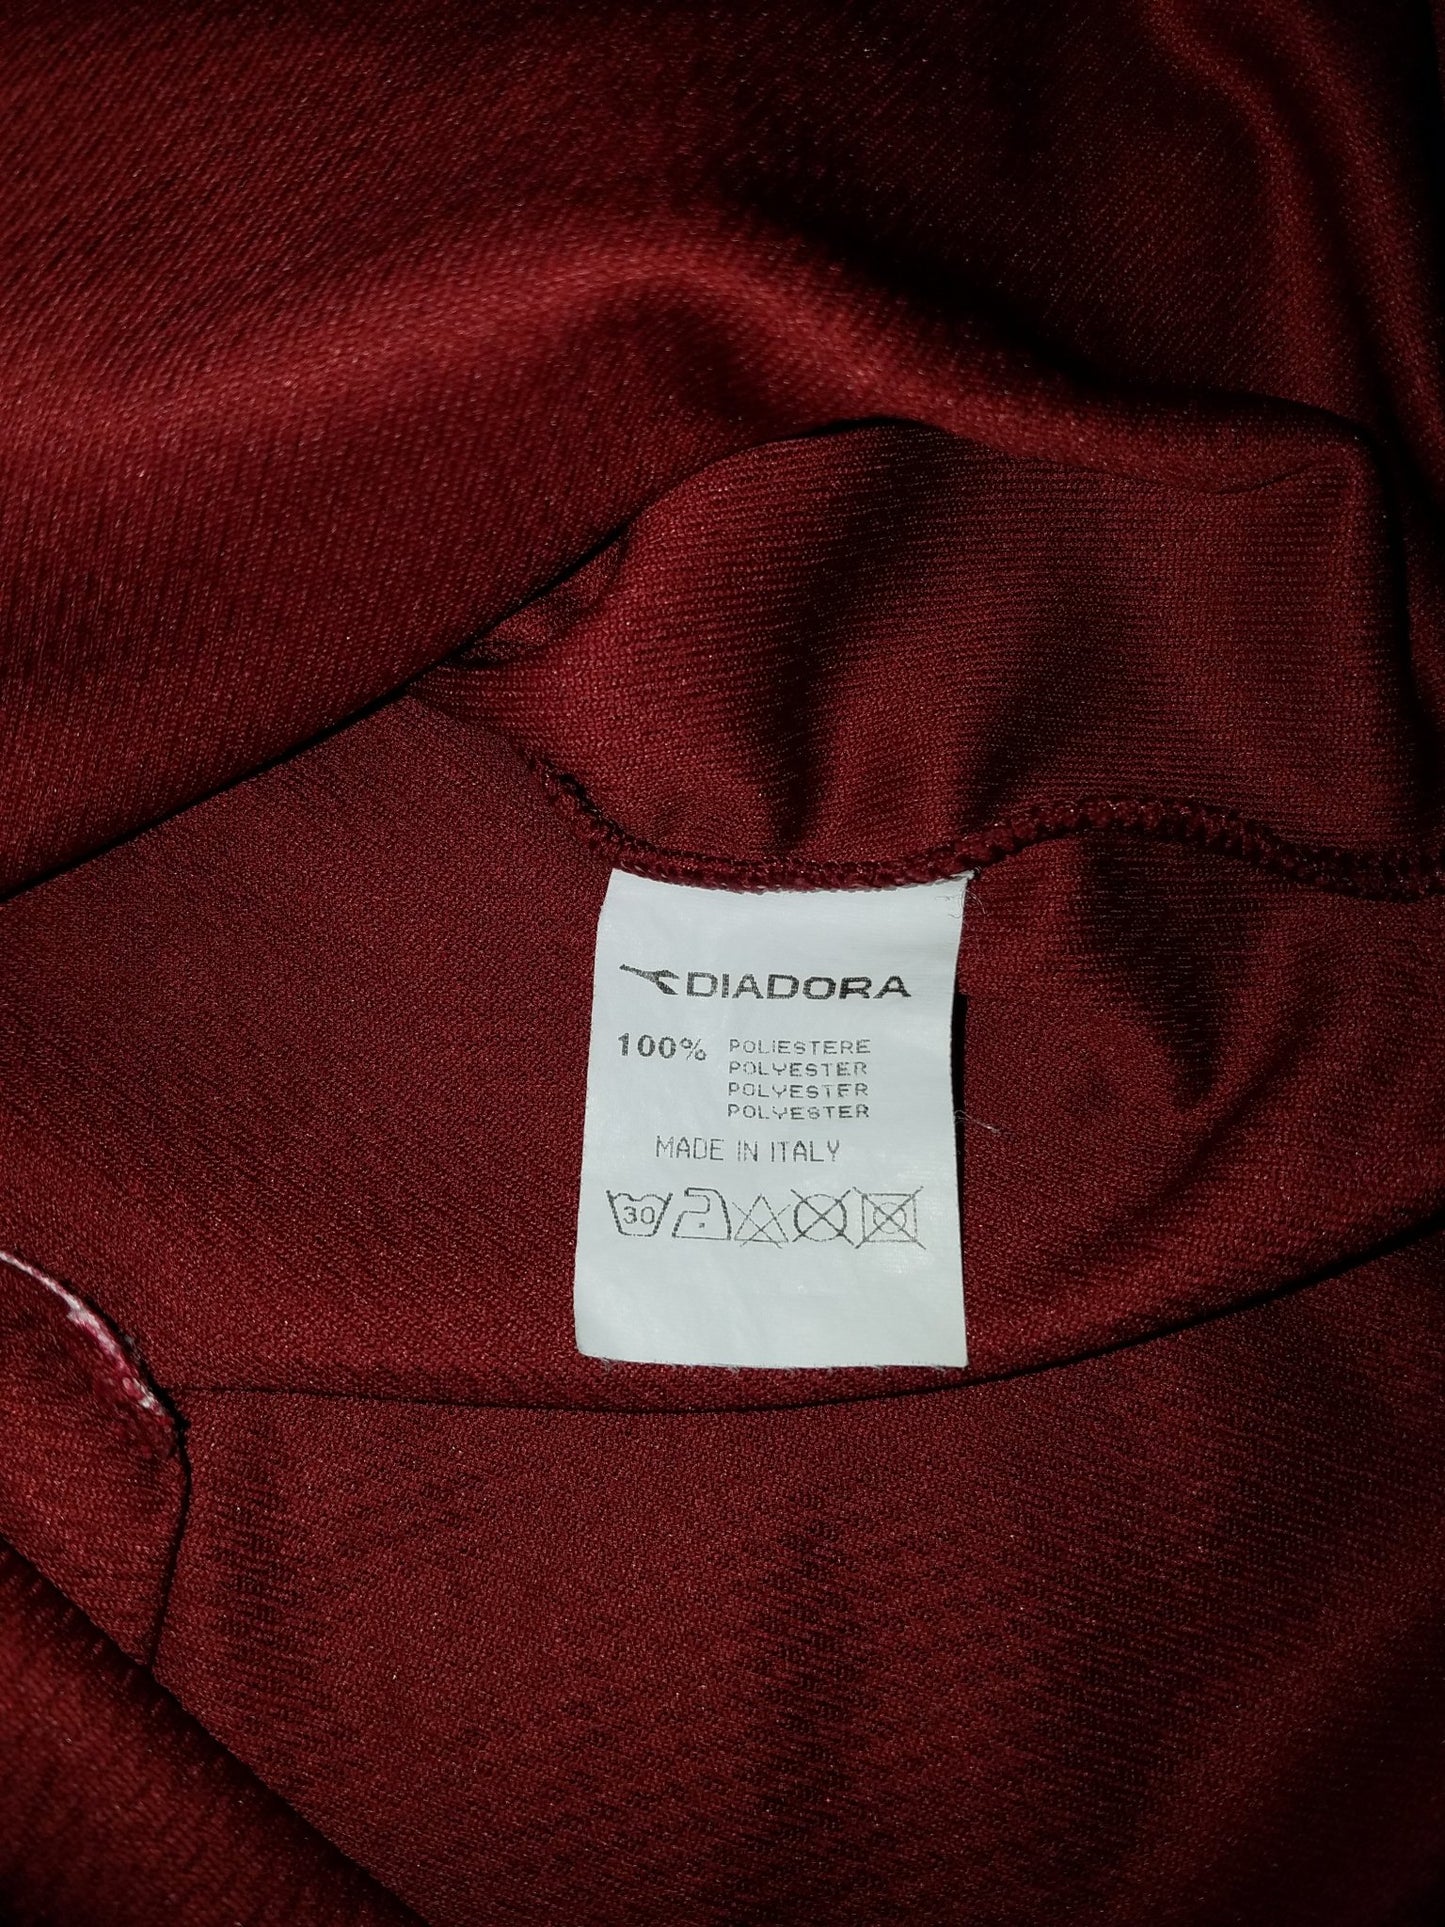 DIADORA
100% POLIESTERE
POLYESTER
POLYESTER
POLYESTER
MADE IN ITALY
30